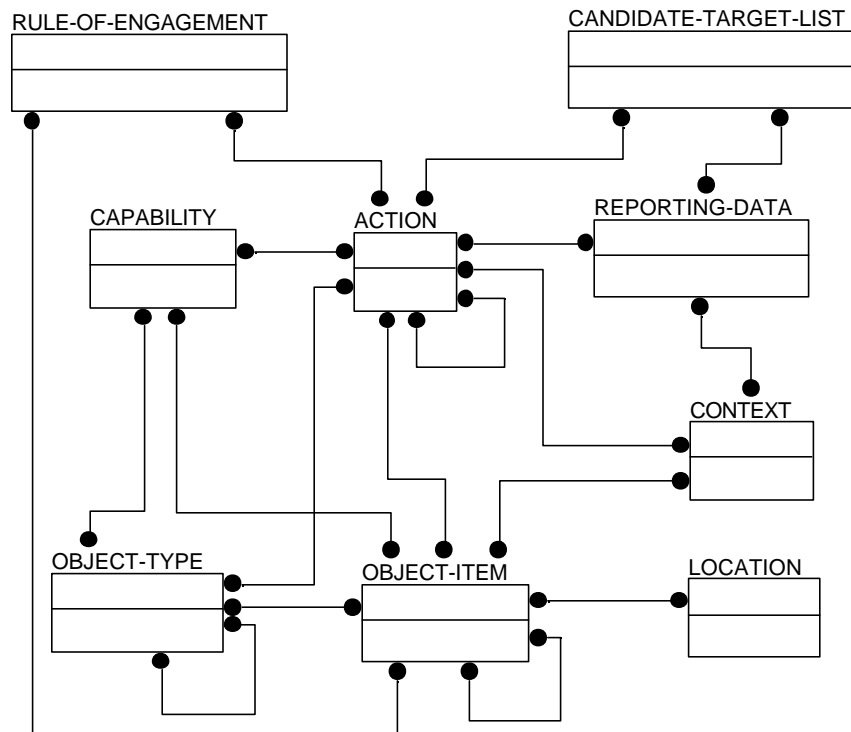 RULE-OF-ENGAGEMENT
CANDIDATE-TARGET-LIST
CAPABILITY
ACTION
REPORTING-DATA
CONTEXT
OBJECT-TYPE
OBJECT-ITEM
LOCATION